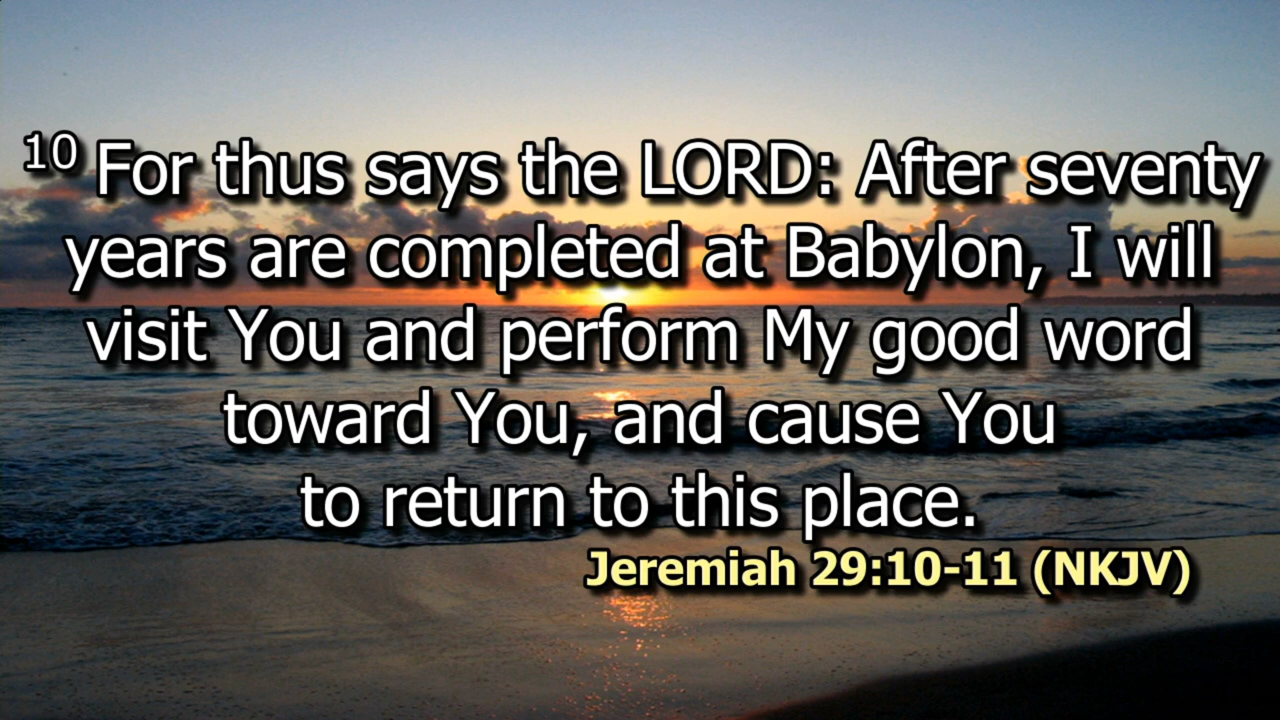 10 For thus says the LORD: After seventy
years are completed at Babylon, I will
visit You and perform My good word
toward You, and cause You
to return to this place.
Jeremiah 29:10-11 (NKJV)